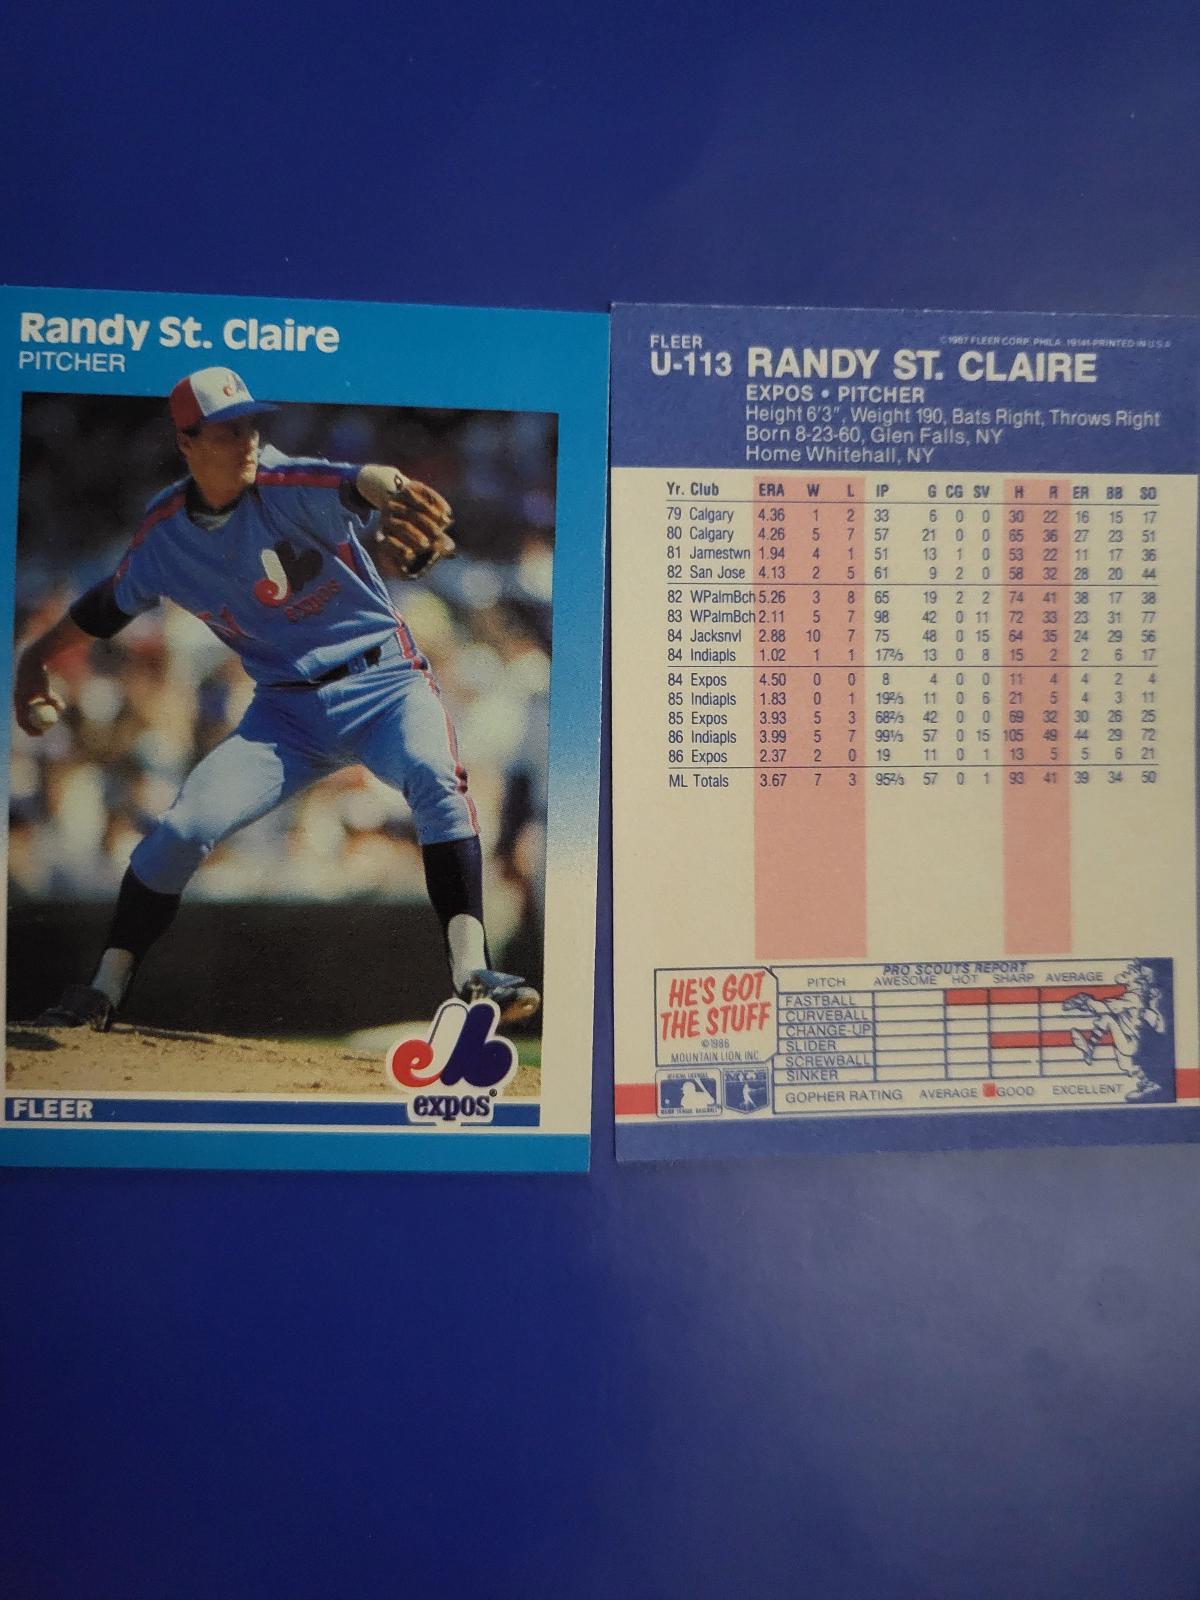 Randy St. Claire
PITCHER
expos
FLEER
expos®
FLEER
©1987 FLEER CORP. PHILA. 19141-PRINTED IN U.S.A.
U-113 RANDY ST. CLAIRE
EXPOS • PITCHER
Height 6'3", Weight 190, Bats Right, Throws Right
Born 8-23-60, Glen Falls, NY
Home Whitehall, NY
Yr. Club ERA W L IP G CG SV H R ER BB SO
79 Calgary 4.36 1 2 33 6 0 0 30 22 16 15 17
80 Calgary 4.26 5 7 57 21 0 0 65 36 27 23 51
81 Jamestwn 1.94 4 1 51 13 1 0 53 22 11 17 36
82 San Jose 4.13 2 5 61 9 2 0 58 32 28 20 44
82 WPalmBch 5.26 3 8 65 19 2 2 74 41 38 17 38
83 WPalmBch 2.11 5 7 98 42 0 11 72 33 23 31 77
84 Jacksnvl 2.88 10 7 75 48 0 15 64 35 24 29 56
84 Indiapls 1.02 1 1 17⅔ 13 0 8 15 2 2 6 17
84 Expos 4.50 0 0 8 4 0 0 11 4 4 2 4
85 Indiapls 1.83 0 1 19⅔ 11 0 6 21 5 4 3 11
85 Expos 3.93 5 3 68⅔ 42 0 0 69 32 30 26 25
86 Indiapls 3.99 5 7 99⅓ 57 0 15 105 49 44 29 72
86 Expos 2.37 2 0 19 11 0 1 13 5 5 6 21
ML Totals 3.67 7 3 95⅔ 57 0 1 93 41 39 34 50
HE'S GOT
THE STUFF
©1986
MOUNTAIN LION, INC.
PRO SCOUTS REPORT
PITCH AWESOME HOT SHARP AVERAGE
FASTBALL
CURVEBALL
CHANGE-UP
SLIDER
SCREWBALL
SINKER
GOPHER RATING AVERAGE GOOD EXCELLENT
MAJOR LEAGUE BASEBALL